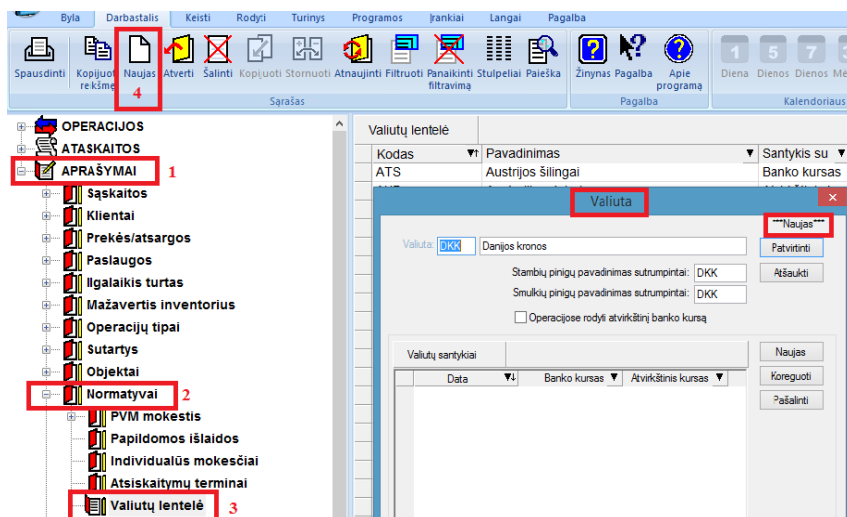 Byla Darbastalis Keisti Rodyti Turinys Programos Įrankiai Langai Pagalba
Spausdinti Kopijuoti reikšmę Naujas Atverti Šalinti Kopijuoti Stornuoti Atnaujinti Filtruoti Panaikinti filtravimą Stulpeliai Paieška Žinynas Pagalba Apie programą Diena Dienos Dienos
4
1 5 7
Sąrašas Pagalba Kalendoriaus
OPERACIJOS
ATASKAITOS
APRAŠYMAI 1
Sąskaitos
Klientai
Prekės/atsargos
Paslaugos
Ilgalaikis turtas
Mažavertis inventorius
Operacijų tipai
Sutartys
Objektai
Normatyvai 2
PVM mokestis
Papildomos išlaidos
Individualūs mokesčiai
Atsiskaitymų terminai
Valiutų lentelė 3
Valiutų lentelė
Kodas Pavadinimas Santykis su
ATS Austrijos šilingai Banko kursas
Valiuta
***Naujas***
Valiuta: DKK Danijos kronos Patvirtinti
Stambių pinigų pavadinimas sutrumpintai: DKK Atšaukti
Smulkių pinigų pavadinimas sutrumpintai: DKK
Operacijose rodyti atvirkštinį banko kursą
Valiutų santykiai Naujas
Data Banko kursas Atvirkštinis kursas Koreguoti
Pašalinti